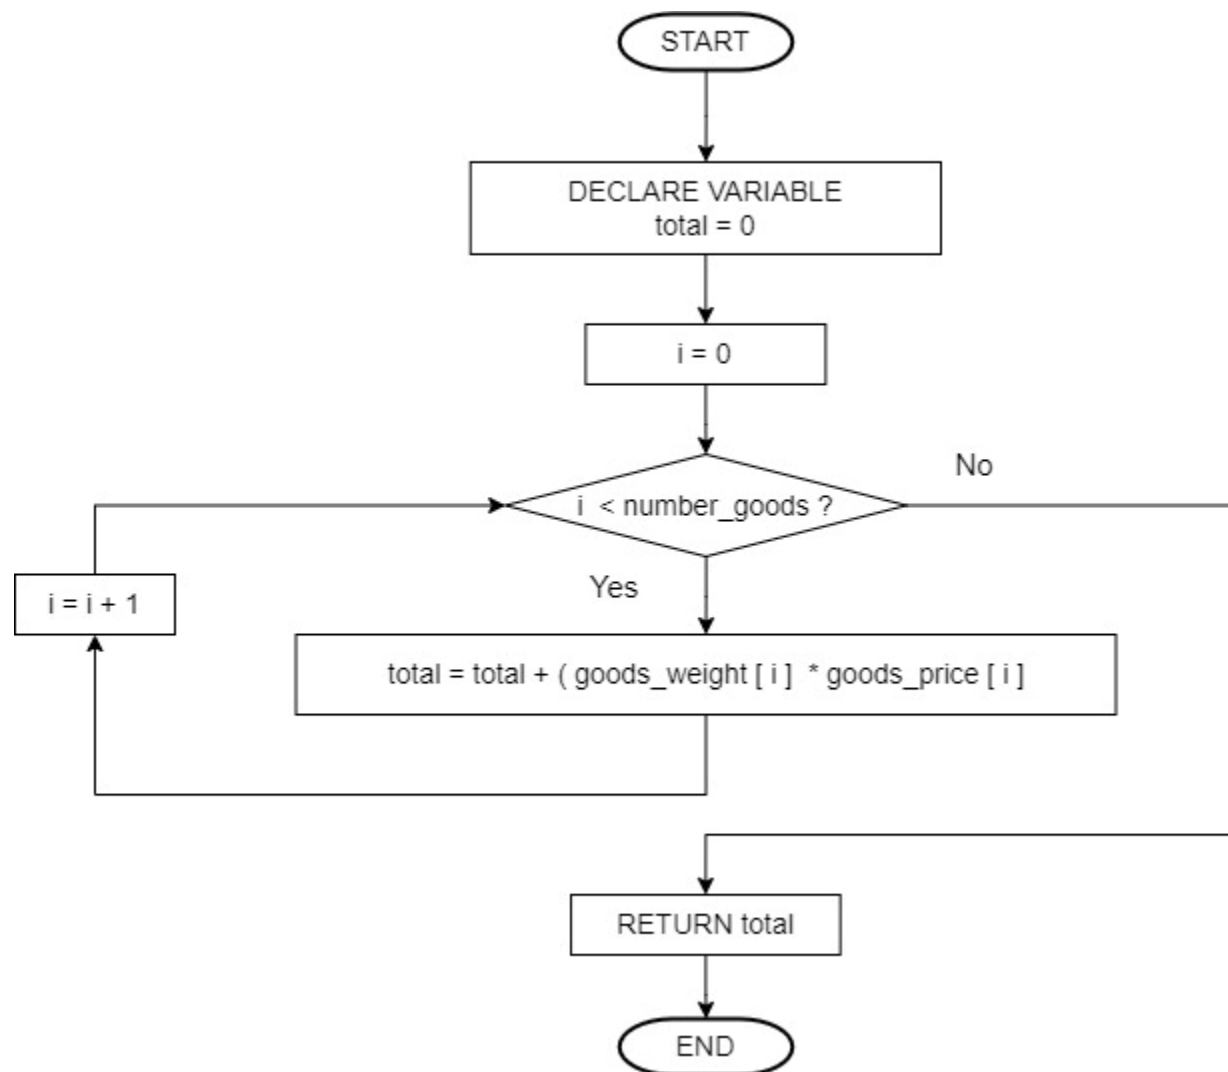 START
DECLARE VARIABLE
total = 0
i = 0
No
i < number_goods ?
Yes
i = i + 1
total = total + ( goods_weight [ i ] * goods_price [ i ]
RETURN total
END